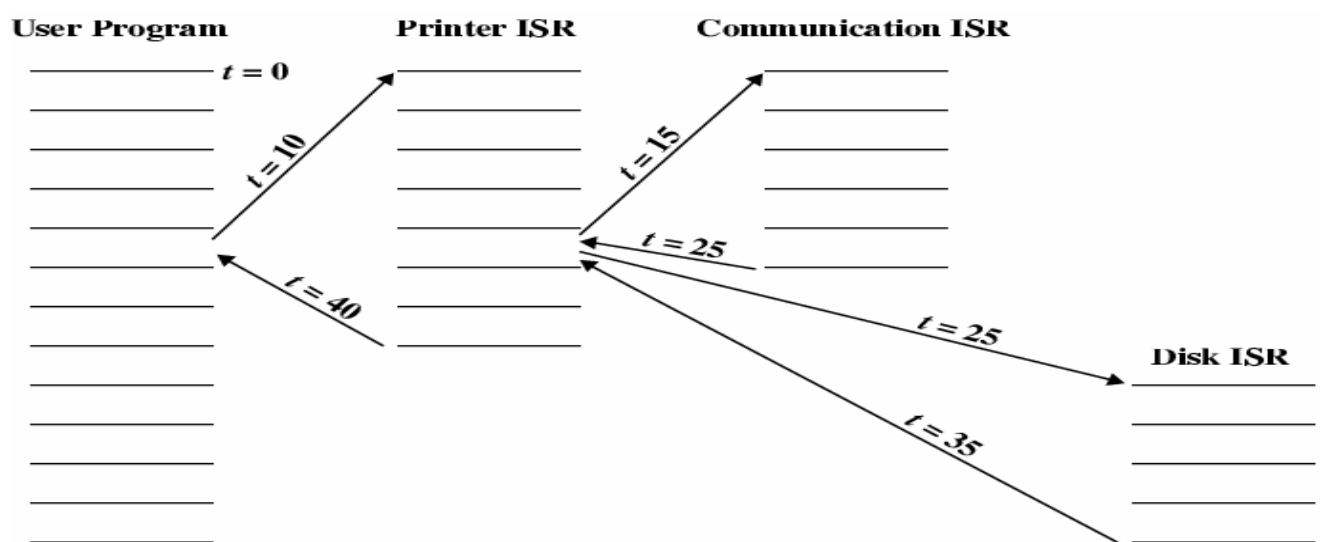 User Program Printer ISR Communication ISR
t = 0
t = 10
t = 15
t = 25
t = 40
t = 25
Disk ISR
t = 35